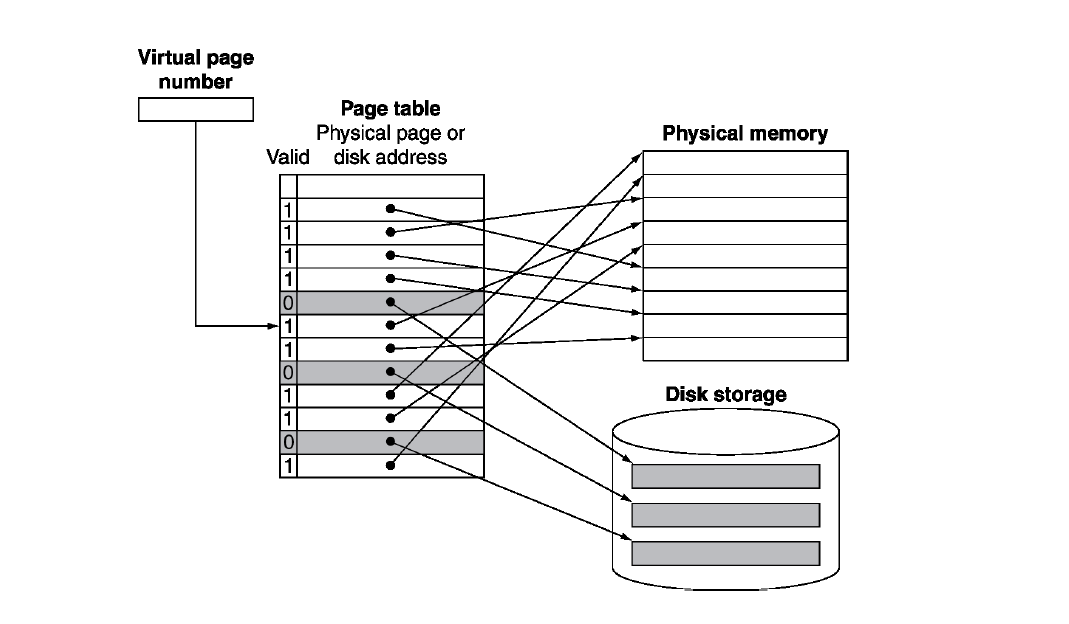 Virtual page
number
Page table
Physical page or
Valid disk address
Physical memory
1
1
1
1
0
1
1
0
1
1
0
1
Disk storage